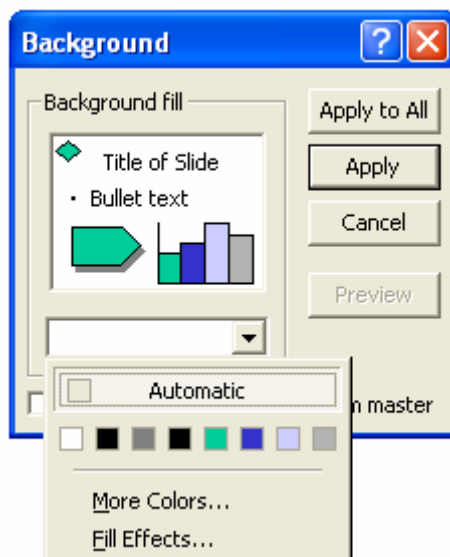 Background
Background fill
Title of Slide
• Bullet text
Apply to All
Apply
Cancel
Preview
Automatic
master
More Colors...
Fill Effects...